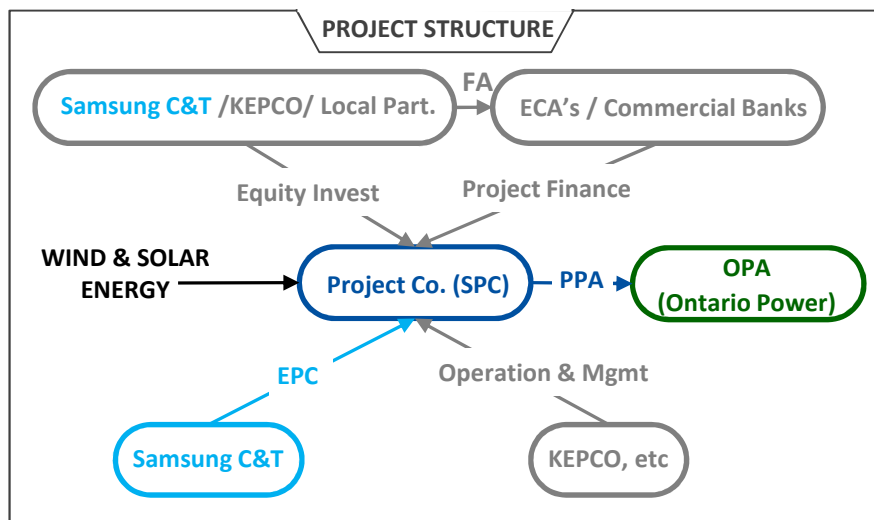 PROJECT STRUCTURE
FA
Samsung C&T /KEPCO/ Local Part.
ECA's / Commercial Banks
Equity Invest
Project Finance
WIND & SOLAR
ENERGY
Project Co. (SPC)
PPA
OPA
(Ontario Power)
EPC
Operation & Mgmt
Samsung C&T
KEPCO, etc